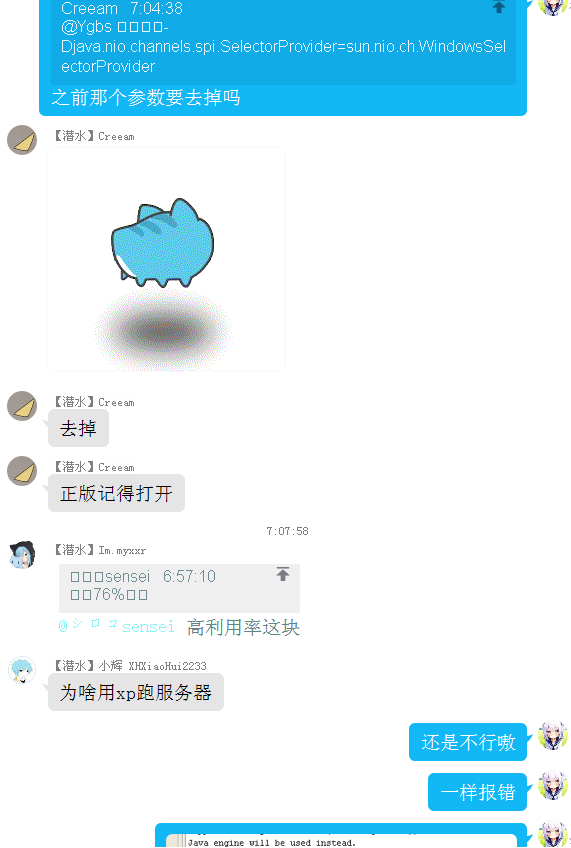 Creeam 7:04:38
@Ygbs □□□□-
Djava.nio.channels.spi.SelectorProvider=sun.nio.ch.WindowsSel
ectorProvider
之前那个参数要去掉吗
【潜水】Creeam
【潜水】Creeam
去掉
【潜水】Creeam
正版记得打开
7:07:58
【潜水】Im.myxxr
□□□sensei 6:57:10
□□76%□□
@シロコsensei 高利用率这块
【潜水】小辉 XHXiaoHui2233
为啥用xp跑服务器
还是不行嗷
一样报错
Java engine will be used instead.